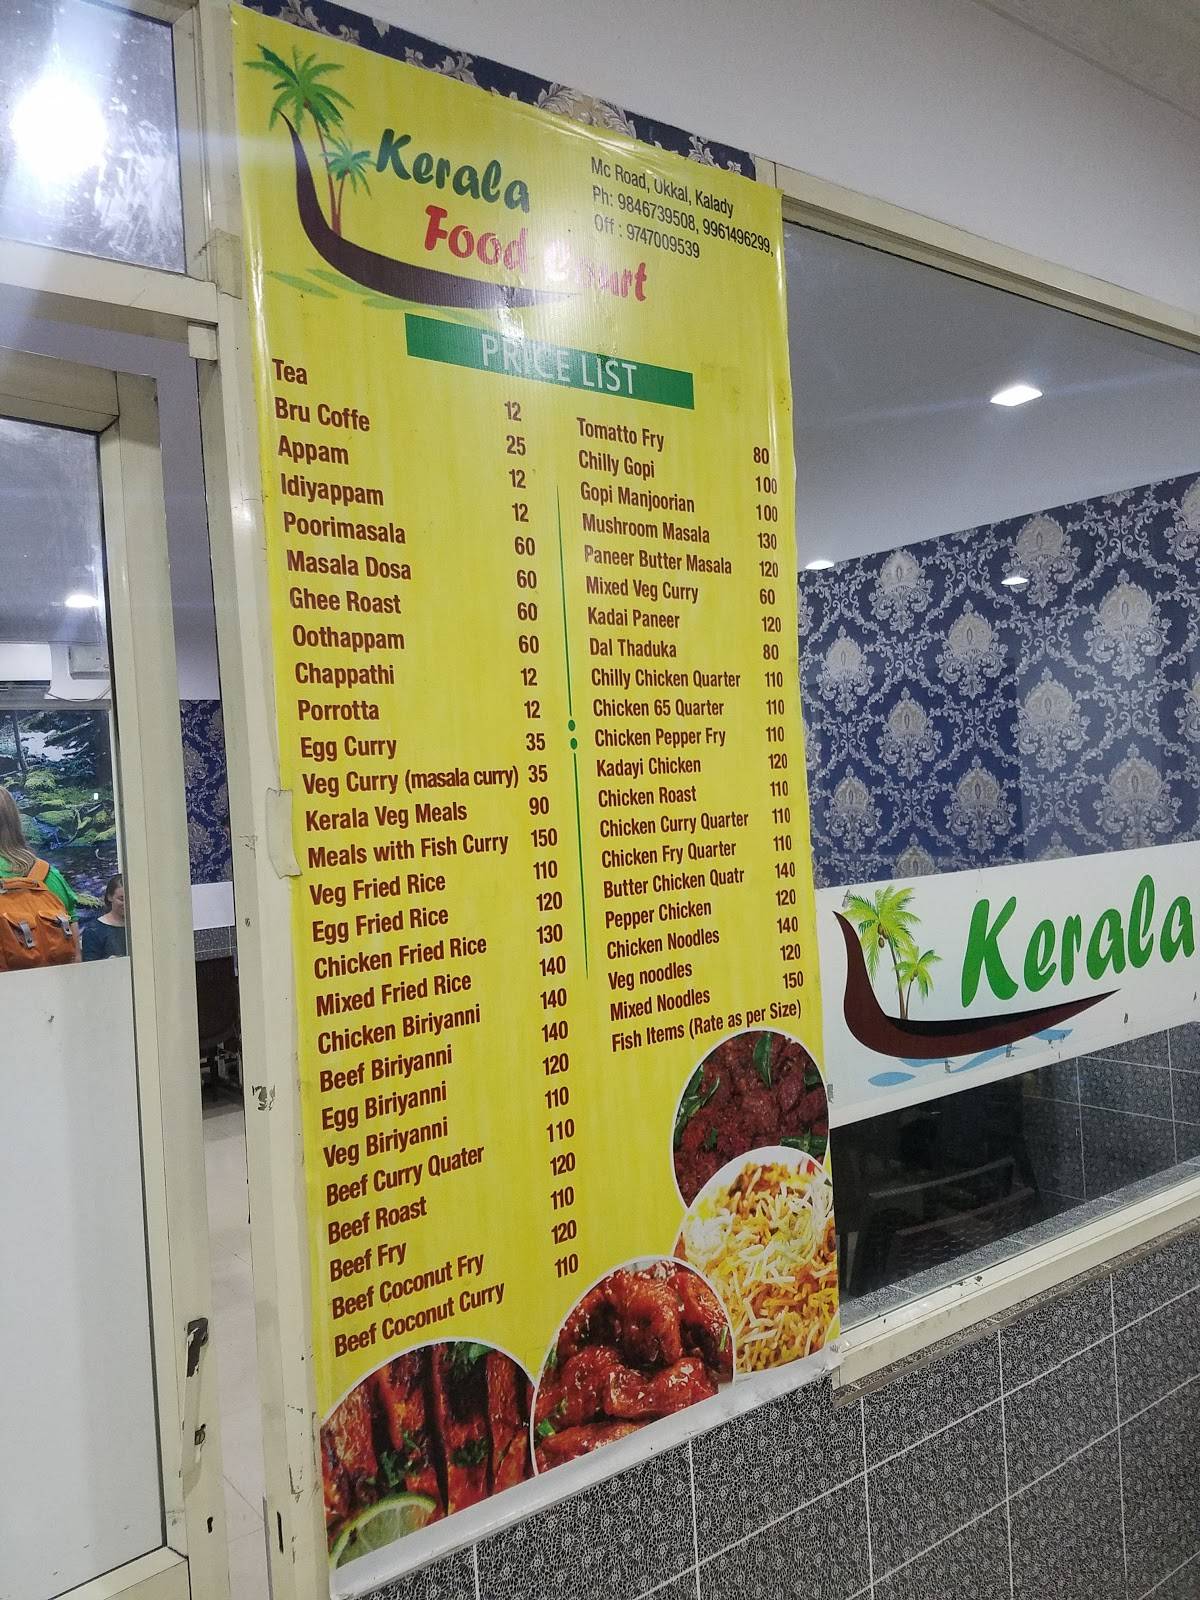 Kerala
Food Court
Mc Road, Okkal, Kalady
Ph: 9846739508, 9961496299,
Off : 9747009539
PRICE LIST
Tea 12
Bru Coffe 25
Appam 12
Idiyappam 12
Poorimasala 60
Masala Dosa 60
Ghee Roast 60
Oothappam 60
Chappathi 12
Porrotta 12
Egg Curry 35
Veg Curry (masala curry) 35
Kerala Veg Meals 90
Meals with Fish Curry 150
Veg Fried Rice 110
Egg Fried Rice 120
Chicken Fried Rice 130
Mixed Fried Rice 140
Chicken Biriyanni 140
Beef Biriyanni 140
Egg Biriyanni 120
Veg Biriyanni 110
Beef Curry Quater 110
Beef Roast 120
Beef Fry 110
Beef Coconut Fry 120
Beef Coconut Curry 110
Tomatto Fry 80
Chilly Gopi 100
Gopi Manjoorian 100
Mushroom Masala 130
Paneer Butter Masala 120
Mixed Veg Curry 60
Kadai Paneer 120
Dal Thaduka 80
Chilly Chicken Quarter 110
Chicken 65 Quarter 110
Chicken Pepper Fry 110
Kadayi Chicken 120
Chicken Roast 110
Chicken Curry Quarter 110
Chicken Fry Quarter 110
Butter Chicken Quatr 140
Pepper Chicken 120
Chicken Noodles 140
Veg noodles 120
Mixed Noodles 150
Fish Items (Rate as per Size)
Kerala